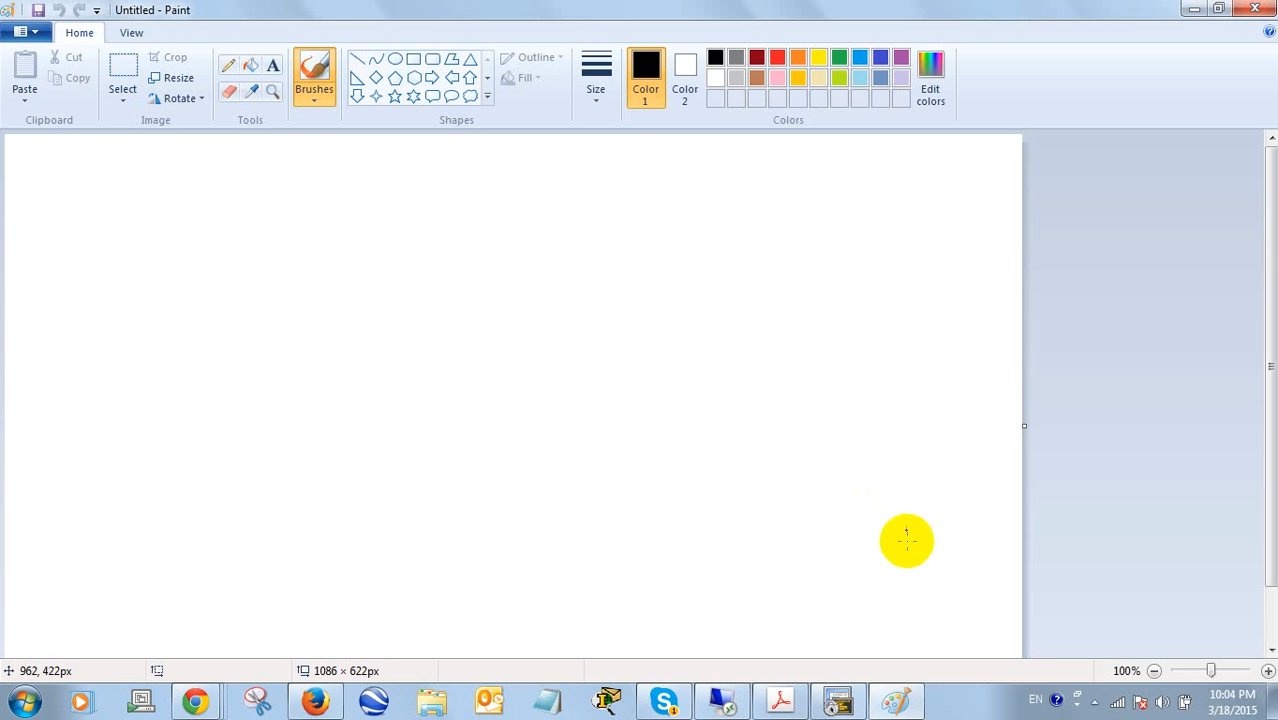 Untitled - Paint
Home
View
Paste
Cut
Copy
Clipboard
Select
Crop
Resize
Rotate
Image
A
Tools
Brushes
Outline
Fill
Shapes
Size
Color
1
Color
2
Edit
colors
Colors
962, 422px
1086 × 622px
100%
EN
10:04 PM
3/18/2015